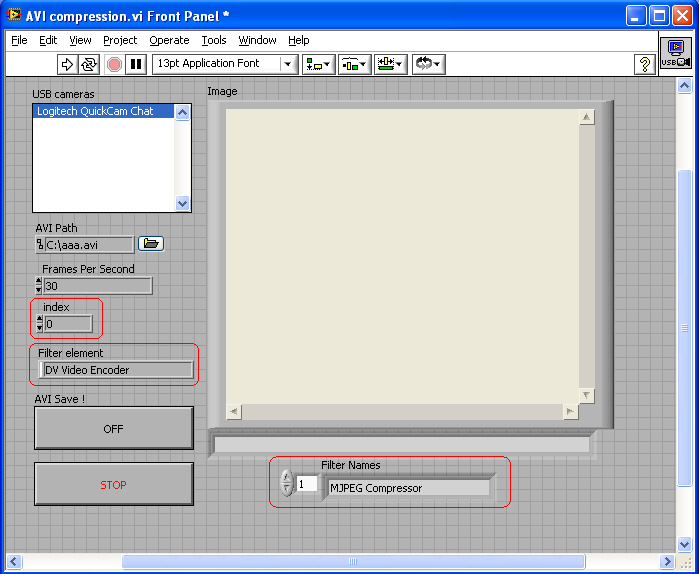 AVI compression.vi Front Panel *
File Edit View Project Operate Tools Window Help
13pt Application Font
?
USB
USB cameras
Logitech QuickCam Chat
Image
AVI Path
C:\aaa.avi
Frames Per Second
30
index
0
Filter element
DV Video Encoder
AVI Save !
OFF
STOP
Filter Names
1
MJPEG Compressor